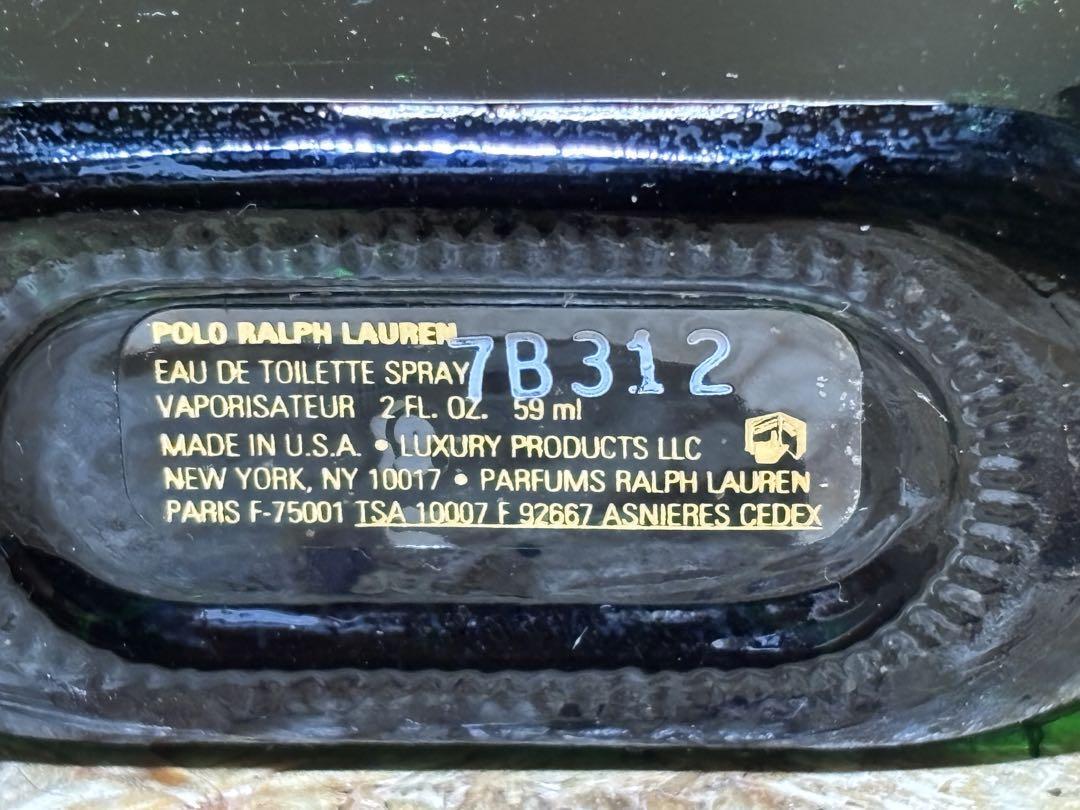 POLO RALPH LAUREN
7B312
EAU DE TOILETTE SPRAY
VAPORISATEUR 2 FL. OZ. 59 ml
MADE IN U.S.A. • LUXURY PRODUCTS LLC
NEW YORK, NY 10017 • PARFUMS RALPH LAUREN -
PARIS F-75001 TSA 10007 F 92667 ASNIERES CEDEX